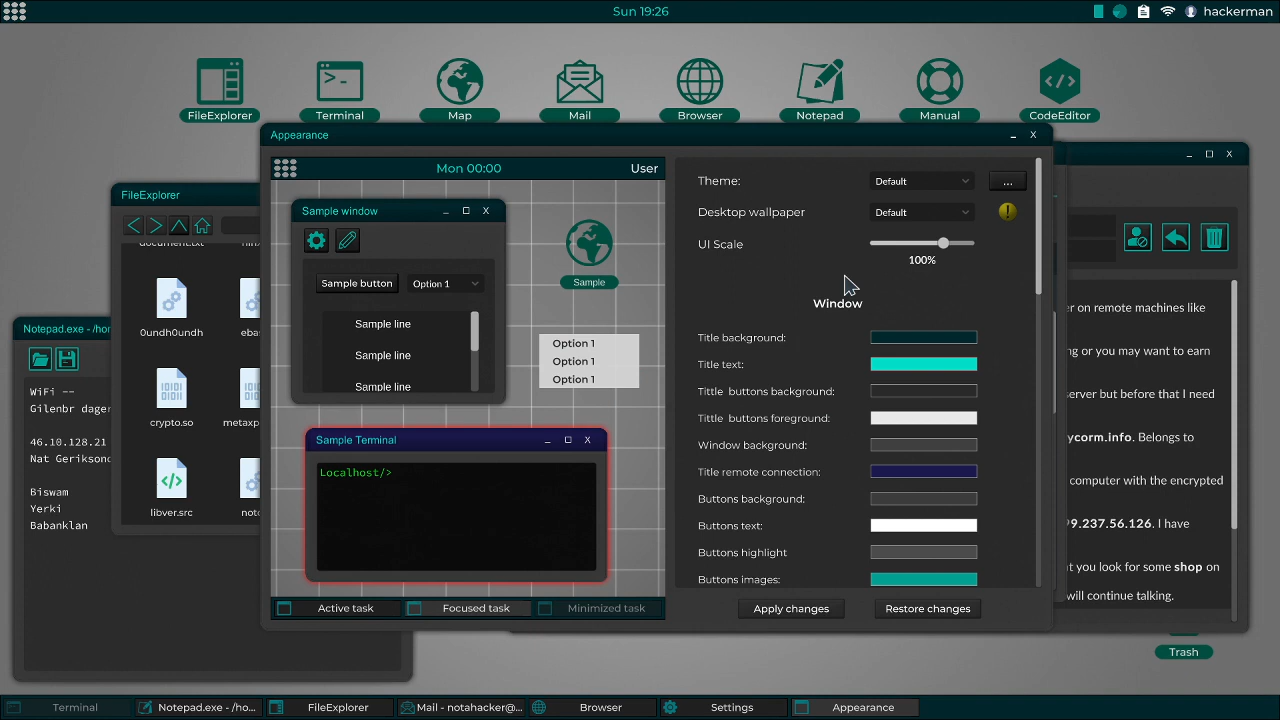 Sun 19:26
hackerman
FileExplorer
Terminal
Map
Mail
Browser
Notepad
Manual
CodeEditor
Appearance
Mon 00:00
User
Sample window
Sample button
Option 1
Sample line
Sample line
Sample line
Sample
Option 1
Option 1
Option 1
Sample Terminal
Localhost/>
Active task
Focused task
Minimized task
Theme:
Default
...
Desktop wallpaper
Default
!
UI Scale
100%
Window
Title background:
Title text:
Tittle buttons background:
Tittle buttons foreground:
Window background:
Title remote connection:
Buttons background:
Buttons text:
Buttons highlight
Buttons images:
Apply changes
Restore changes
FileExplorer
document.txt
0undh0undh
crypto.so
libver.src
Notepad.exe - /hor
WiFi --
Gilenbr dager
46.10.128.21
Nat Geriksono
Biswam
Yerki
Babanklan
er on remote machines like
ng or you may want to earn
server but before that I need
ycorm.info. Belongs to
computer with the encrypted
9.237.56.126. I have
ut you look for some shop on
will continue talking.
Trash
Terminal
Notepad.exe - /ho...
FileExplorer
Mail - notahacker@...
Browser
Settings
Appearance